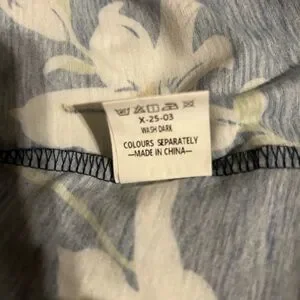 X-25-03
WASH DARK
COLOURS SEPARATELY
—MADE IN CHINA—